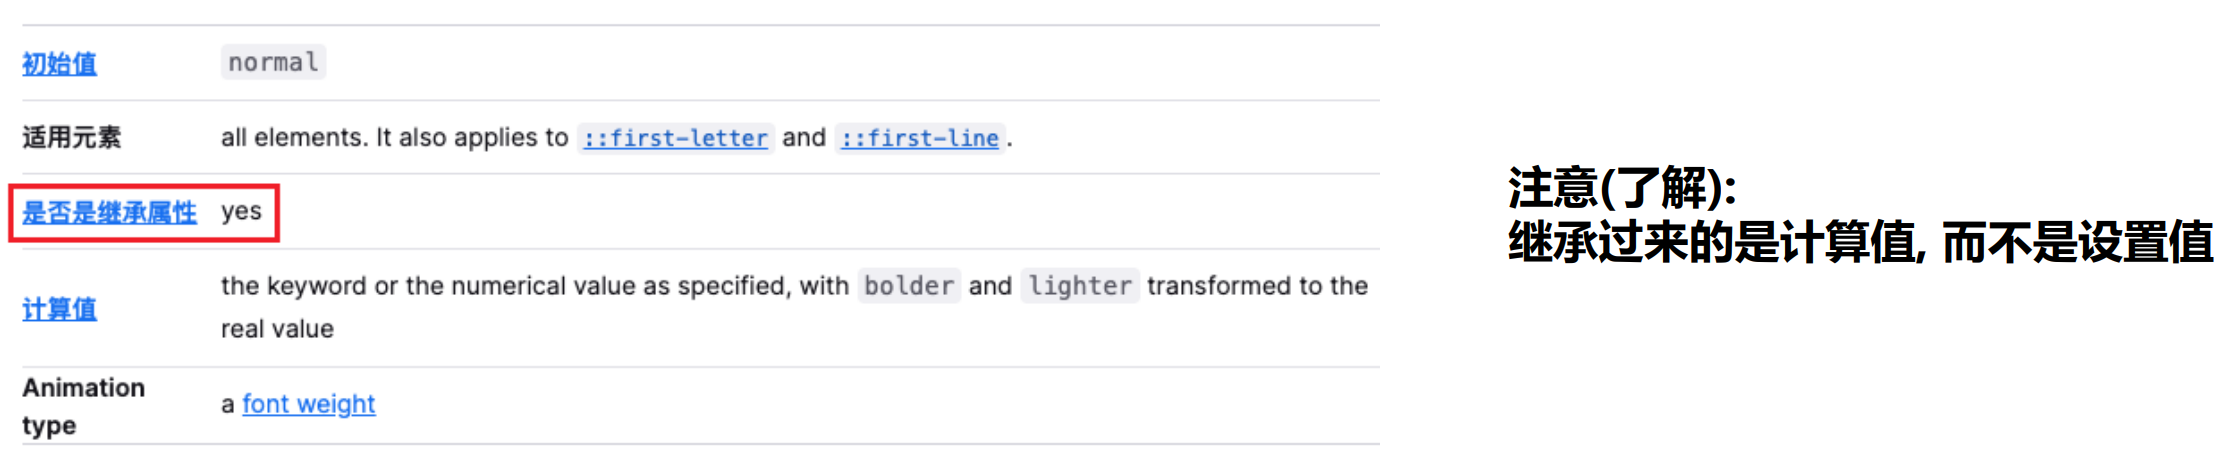 初始值 normal
适用元素 all elements. It also applies to ::first-letter and ::first-line.
是否是继承属性 yes
计算值 the keyword or the numerical value as specified, with bolder and lighter transformed to the
real value
Animation
type
a font weight
注意(了解):
继承过来的是计算值, 而不是设置值